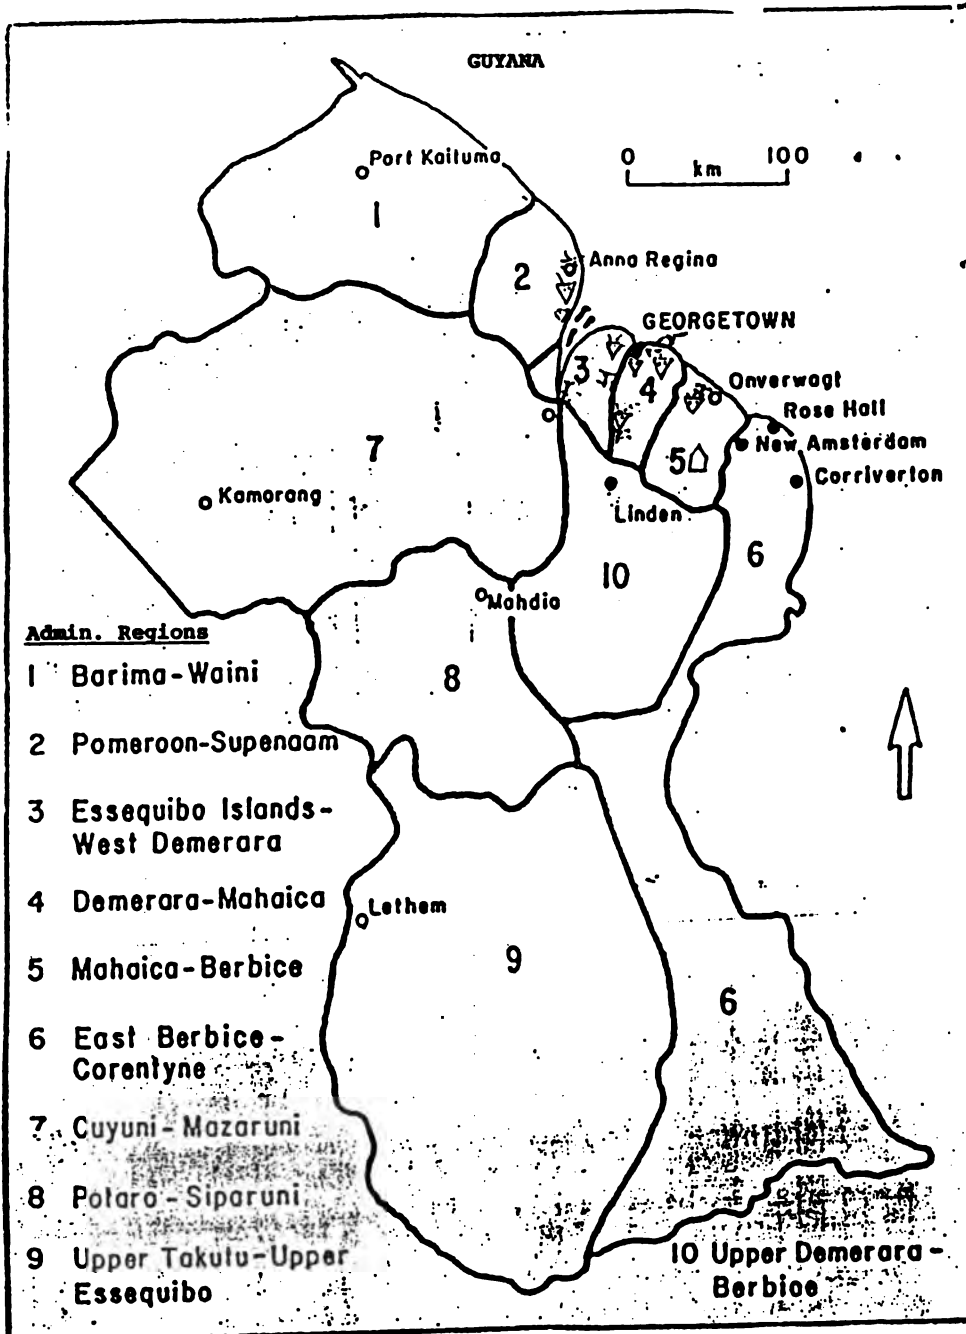 GUYANA
0 100
km
Port Kaituma
1
2
Anna Regina
GEORGETOWN
3
4
Onverwagt
Rose Hall
New Amsterdam
Corriverton
7
5
Kamarang
Linden
6
10
Mahdia
Admin. Regions
1 Barima-Waini
8
2 Pomeroon-Supenaam
3 Essequibo Islands-
West Demerara
4 Demerara-Mahaica
Lethem
9
5 Mahaica-Berbice
6
6 East Berbice-
Corentyne
7 Cuyuni-Mazaruni
8 Potaro-Siparuni
9 Upper Takutu-Upper
Essequibo
10 Upper Demerara-
Berbice